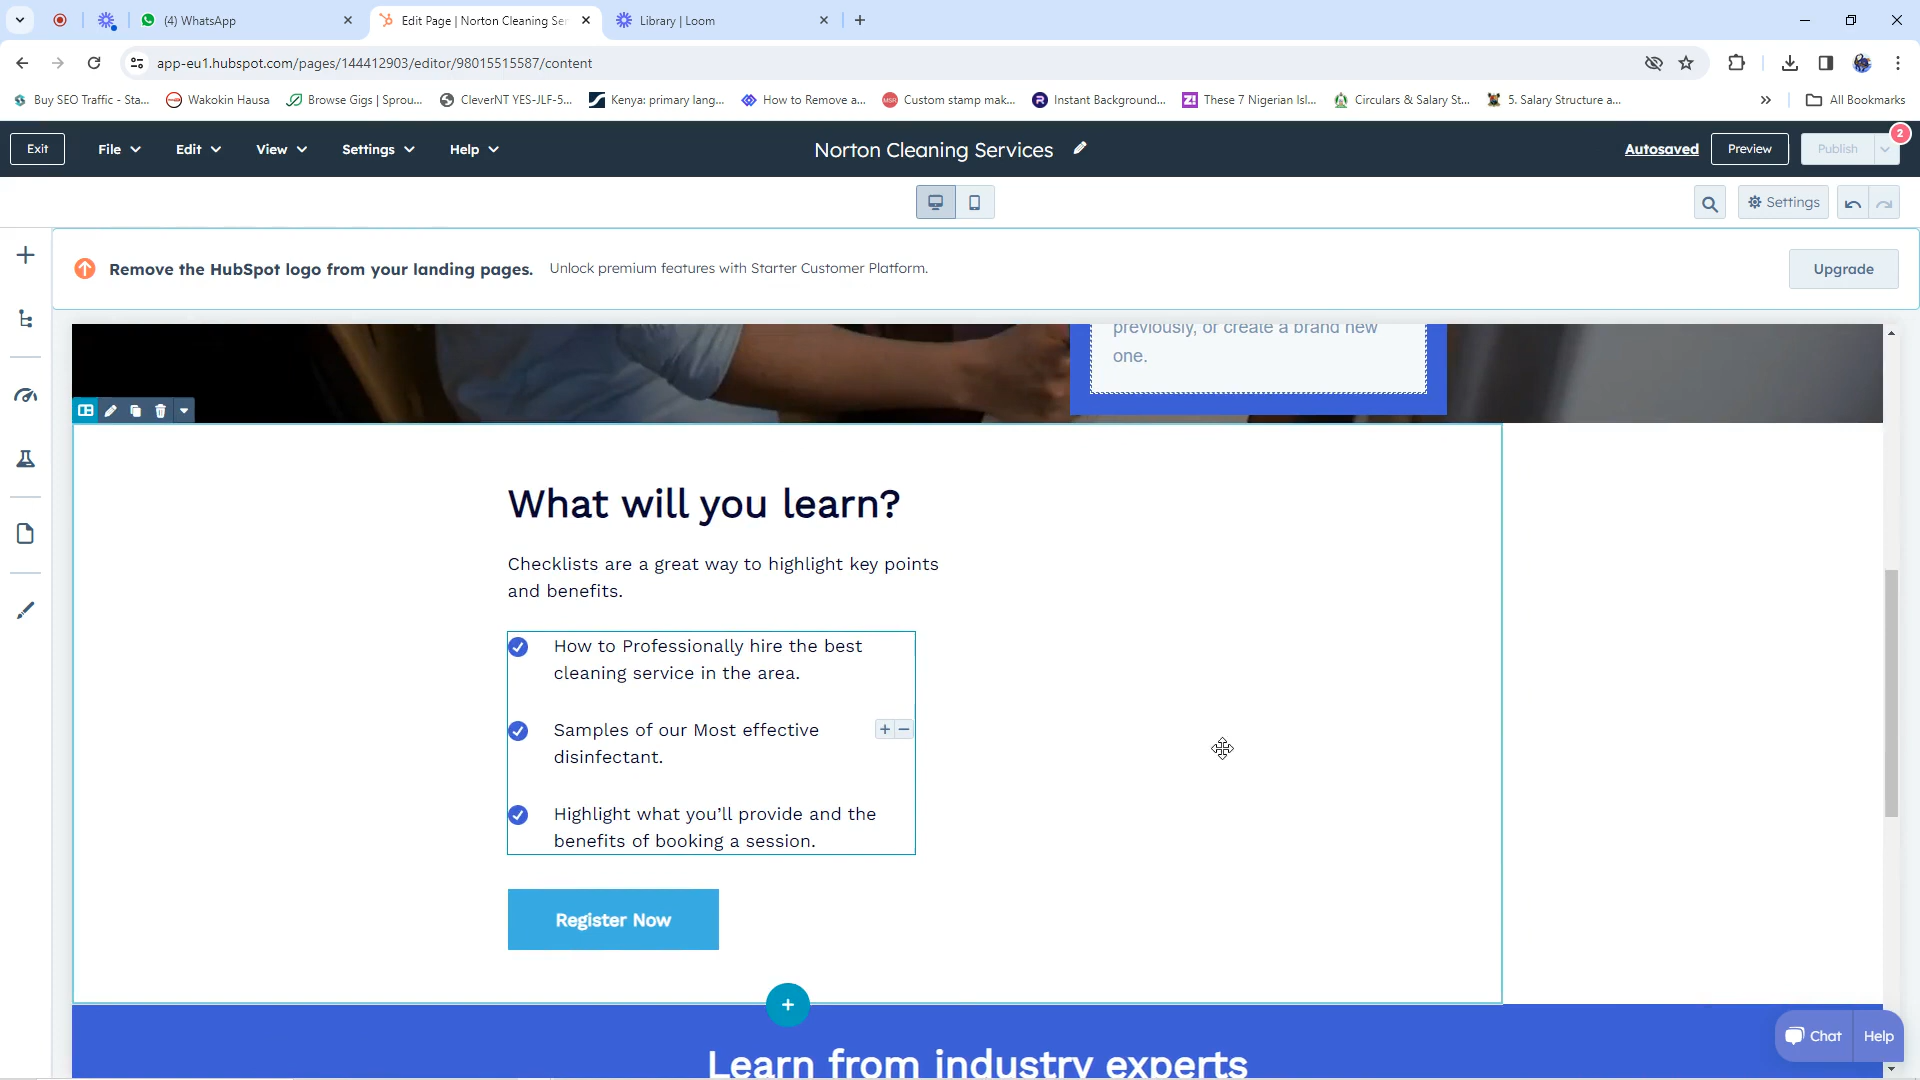 (4) WhatsApp
Edit Page | Norton Cleaning Ser
Library | Loom
app-eu1.hubspot.com/pages/144412903/editor/98015515587/content
Buy SEO Traffic - Sta...
Wakokin Hausa
Browse Gigs | Sprou...
CleverNT YES-JLF-5...
Kenya: primary lang...
How to Remove a...
Custom stamp mak...
Instant Background...
These 7 Nigerian Isl...
Circulars & Salary St...
5. Salary Structure a...
»
All Bookmarks
Exit
File
Edit
View
Settings
Help
Norton Cleaning Services
Autosaved
Preview
Publish
2
Settings
Remove the HubSpot logo from your landing pages.
Unlock premium features with Starter Customer Platform.
Upgrade
previously, or create a brand new
one.
What will you learn?
Checklists are a great way to highlight key points
and benefits.
How to Professionally hire the best
cleaning service in the area.
Samples of our Most effective
disinfectant.
Highlight what you’ll provide and the
benefits of booking a session.
Register Now
Learn from industry experts
Chat
Help